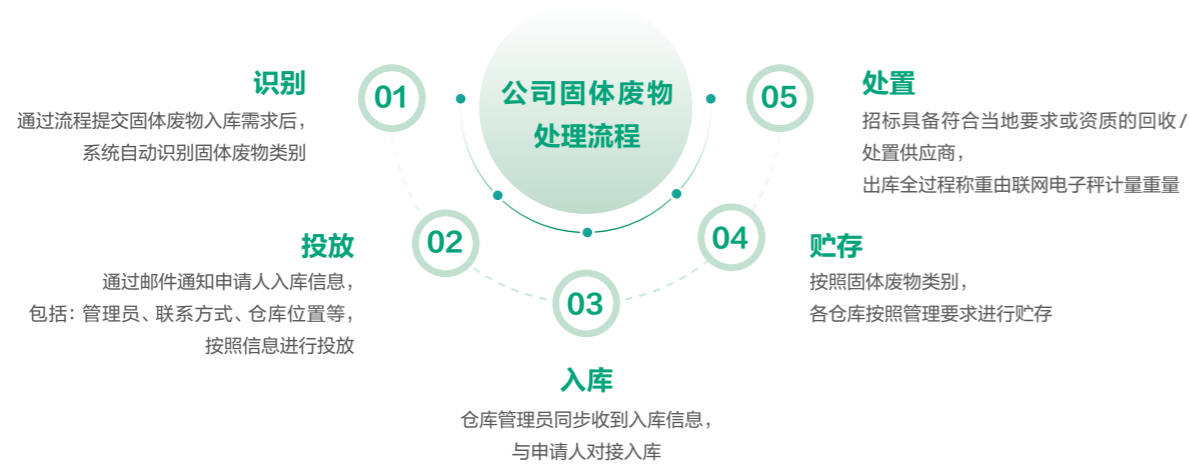 公司固体废物
处理流程
01
识别
通过流程提交固体废物入库需求后，
系统自动识别固体废物类别
02
投放
通过邮件通知申请人入库信息，
包括：管理员、联系方式、仓库位置等，
按照信息进行投放
03
入库
仓库管理员同步收到入库信息，
与申请人对接入库
04
贮存
按照固体废物类别，
各仓库按照管理要求进行贮存
05
处置
招标具备符合当地要求或资质的回收/
处置供应商，
出库全过程称重由联网电子秤计量重量